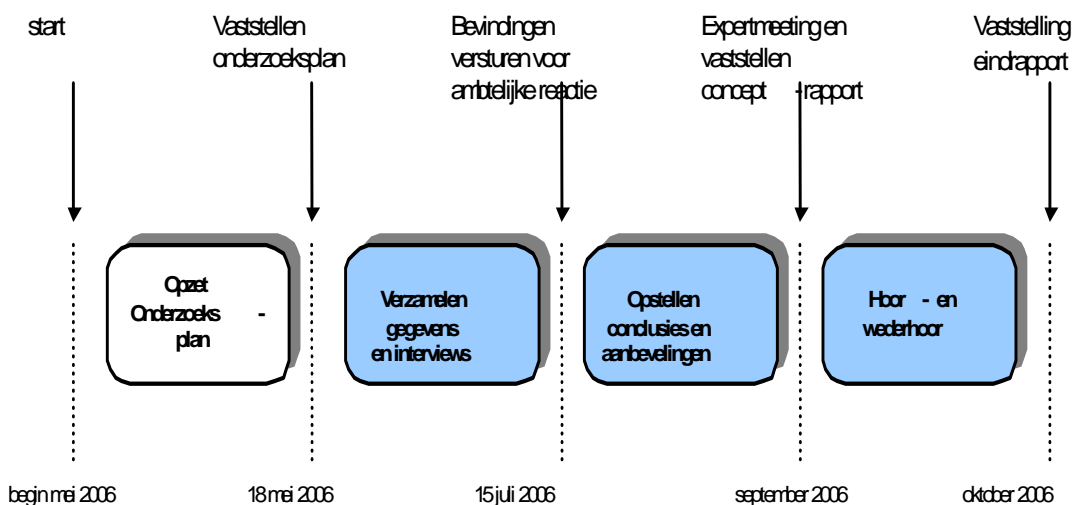 start
Vaststellen
onderzoeksplan
Bevindingen
versturen voor
ambtelijke reactie
Expertmeeting en
vaststellen
concept - rapport
Vaststelling
eindrapport
Opzet
Onderzoeks -
plan
Verzamelen
gegevens
en interviews
Opstellen
conclusies en
aanbevelingen
Hoor - en
wederhoor
begin mei 2006
18 mei 2006
15 juli 2006
september 2006
oktober 2006